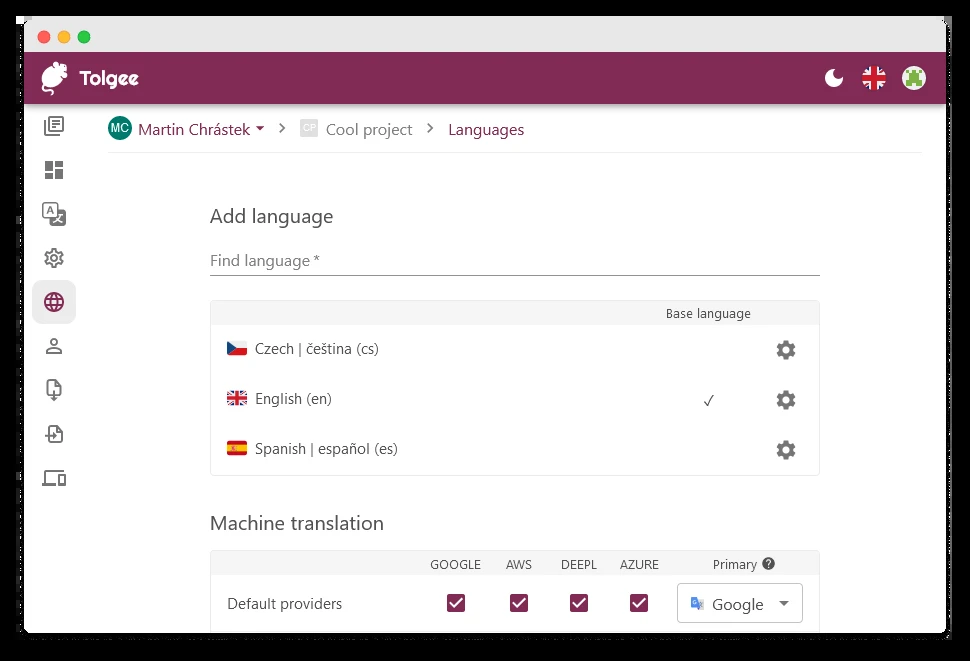 Tolgee
MC Martin Chrástek > CP Cool project > Languages
Add language
Find language *
Base language
Czech | čeština (cs)
English (en) ✓
Spanish | español (es)
Machine translation
GOOGLE AWS DEEPL AZURE Primary ?
Default providers Google